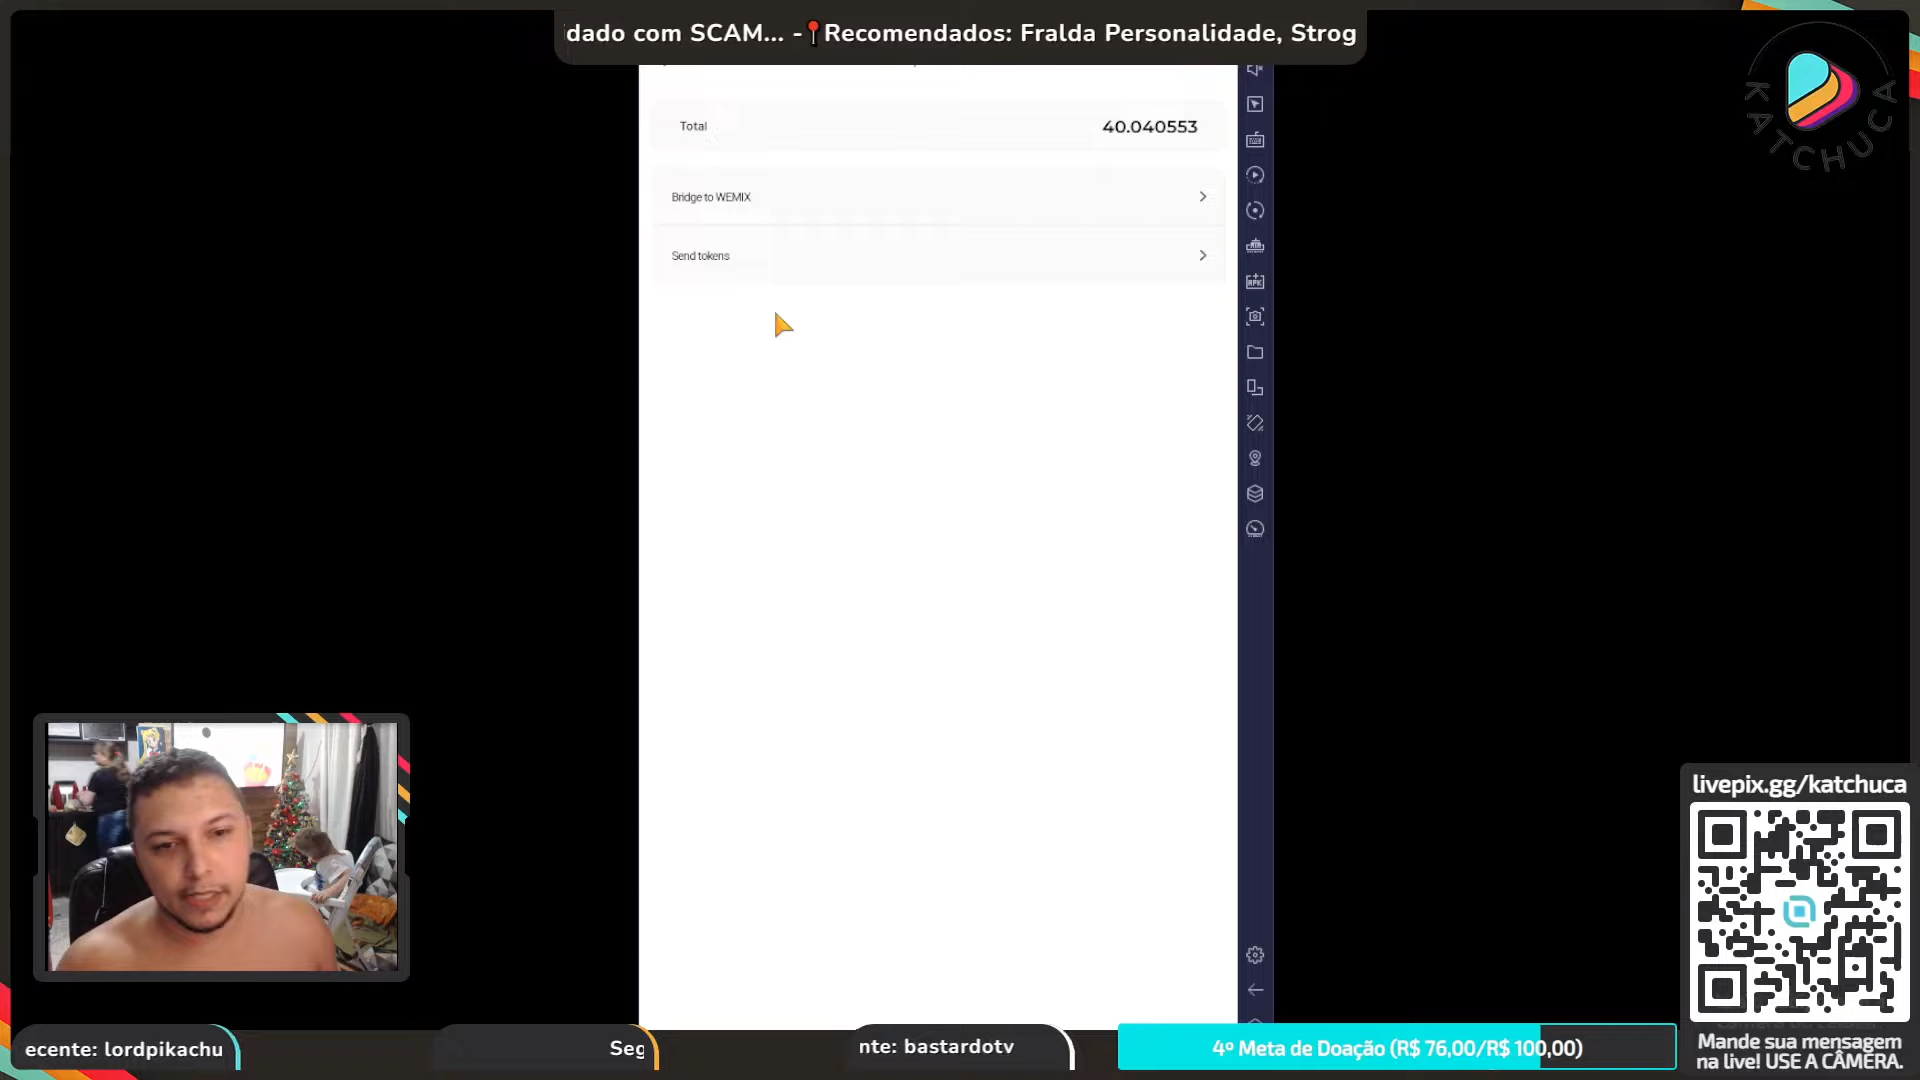 idado com SCAM... -📍Recomendados: Fralda Personalidade, Strog
KATCHUCA
Total
40.040553
Bridge to WEMIX
Send tokens
livepix.gg/katchuca
ecente: lordpikachu
Seg
nte: bastardotv
4º Meta de Doação (R$ 76,00/R$ 100,00)
Mande sua mensagem
na live! USE A CÂMERA.